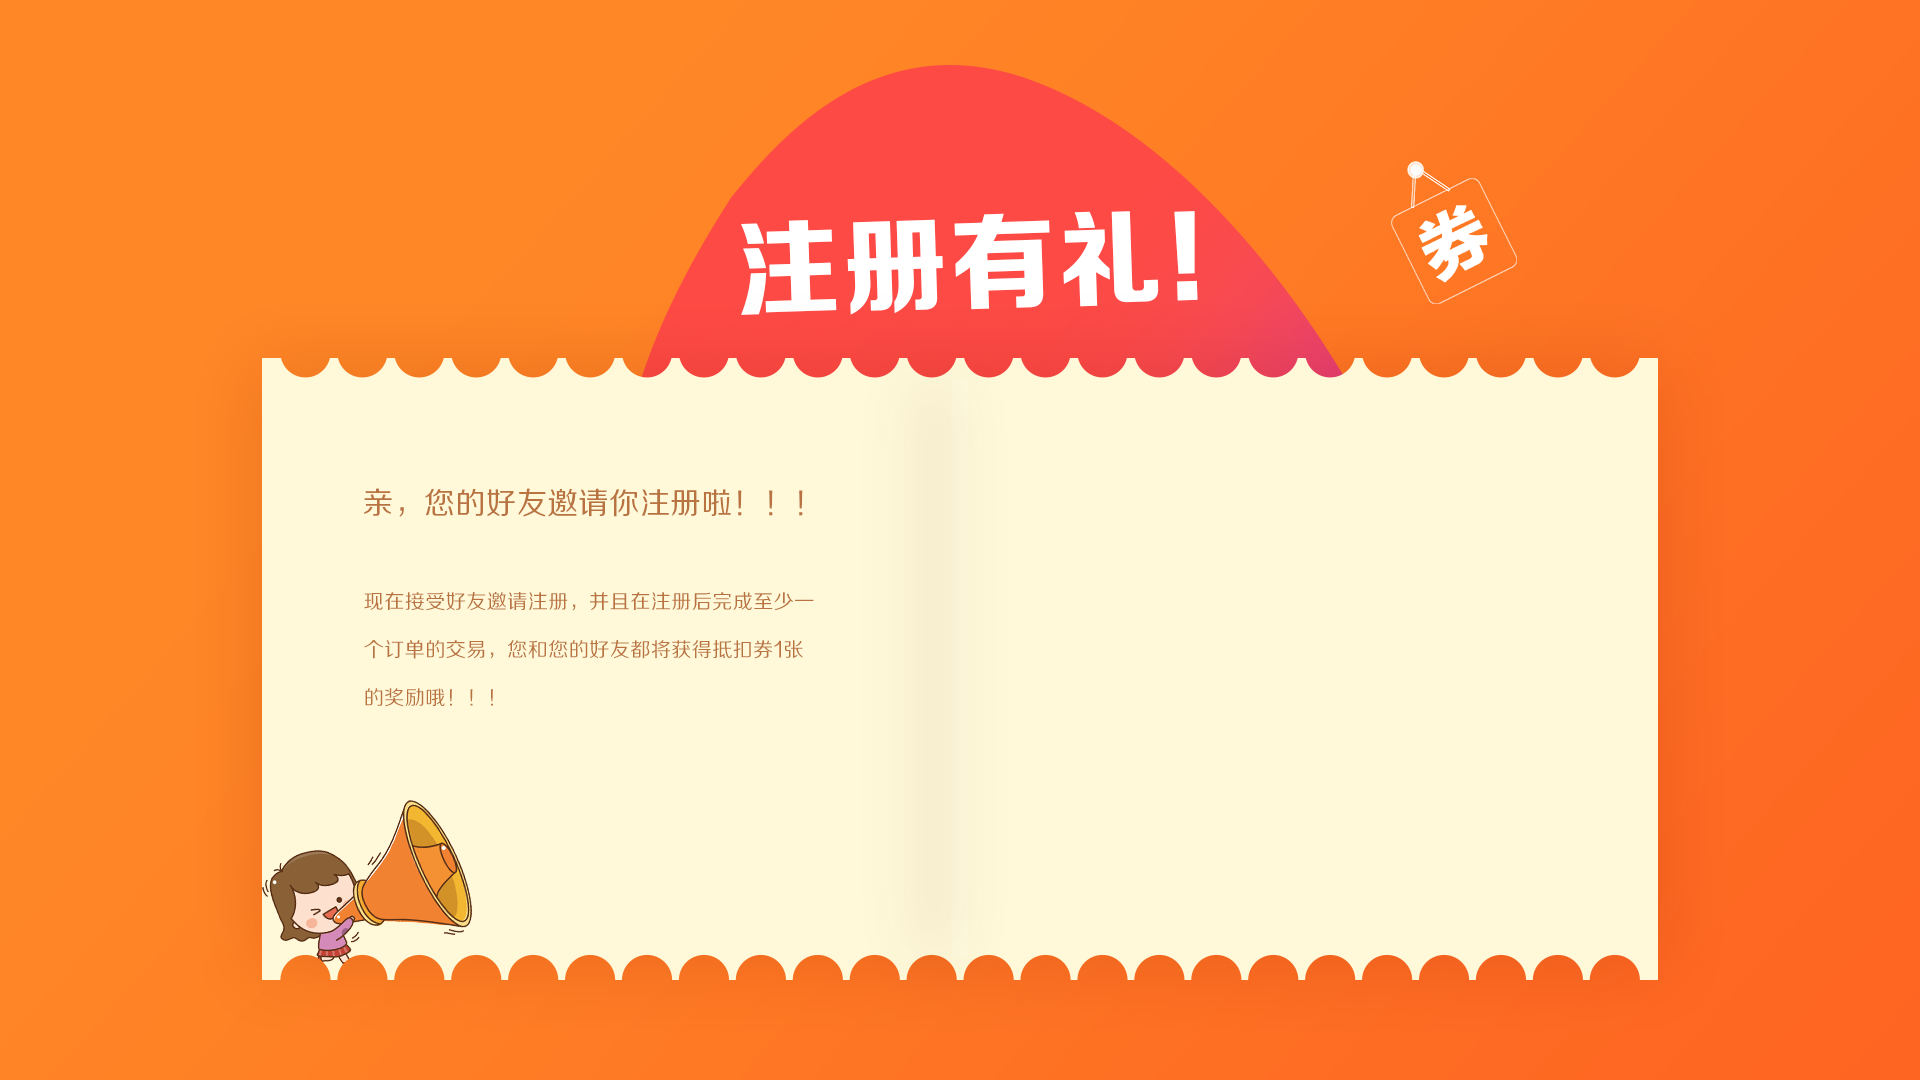 注册有礼！
券
亲，您的好友邀请你注册啦！！！
现在接受好友邀请注册，并且在注册后完成至少一
个订单的交易，您和您的好友都将获得抵扣券1张
的奖励哦！！！